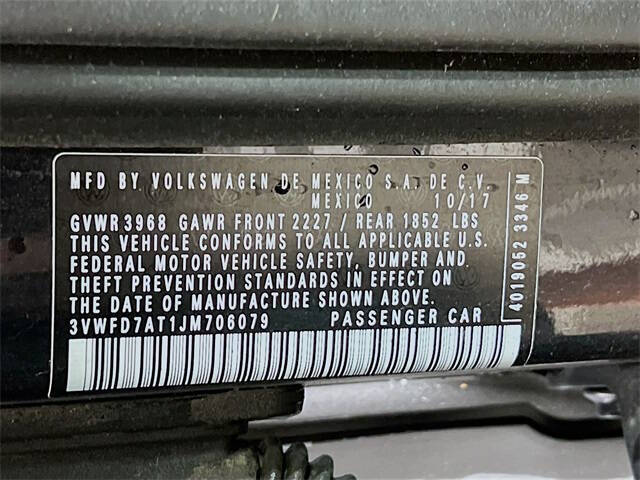 MFD BY VOLKSWAGEN DE MEXICO S.A. DE C.V.
MEXICO 10/17
GVWR 3968 GAWR FRONT 2227 / REAR 1852 LBS
THIS VEHICLE CONFORMS TO ALL APPLICABLE U.S.
FEDERAL MOTOR VEHICLE SAFETY, BUMPER AND
THEFT PREVENTION STANDARDS IN EFFECT ON
THE DATE OF MANUFACTURE SHOWN ABOVE.
3VWFD7AT1JM706079 PASSENGER CAR
4019052 3346 M